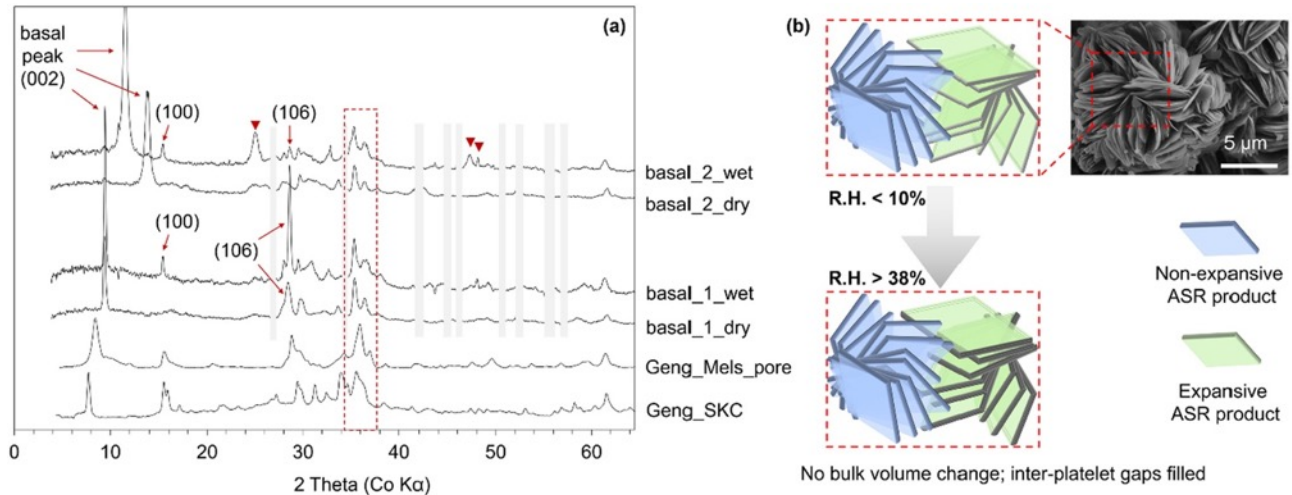 (a)
basal
peak
(002)
(100)
(106)
basal_2_wet
basal_2_dry
(100)
(106)
basal_1_wet
basal_1_dry
Geng_Mels_pore
Geng_SKC
0
10
20
30
40
50
60
2 Theta (Co Kα)
(b)
5 µm
R.H. < 10%
R.H. > 38%
Non-expansive
ASR product
Expansive
ASR product
No bulk volume change; inter-platelet gaps filled